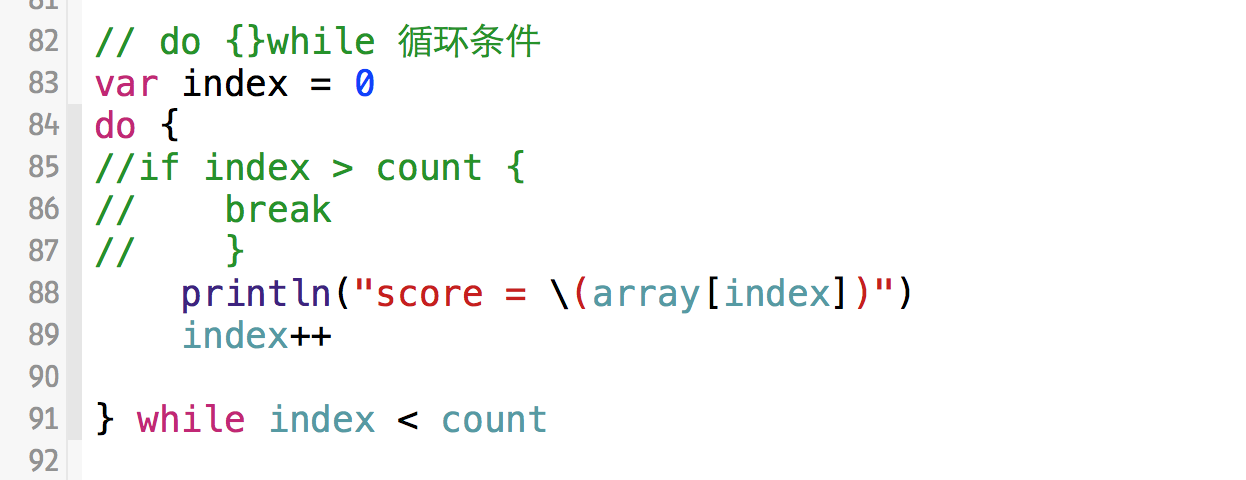 81
82 // do {}while 循环条件
83 var index = 0
84 do {
85 //if index > count {
86 //    break
87 //    }
88     println("score = \(array[index])")
89     index++
90
91 } while index < count
92